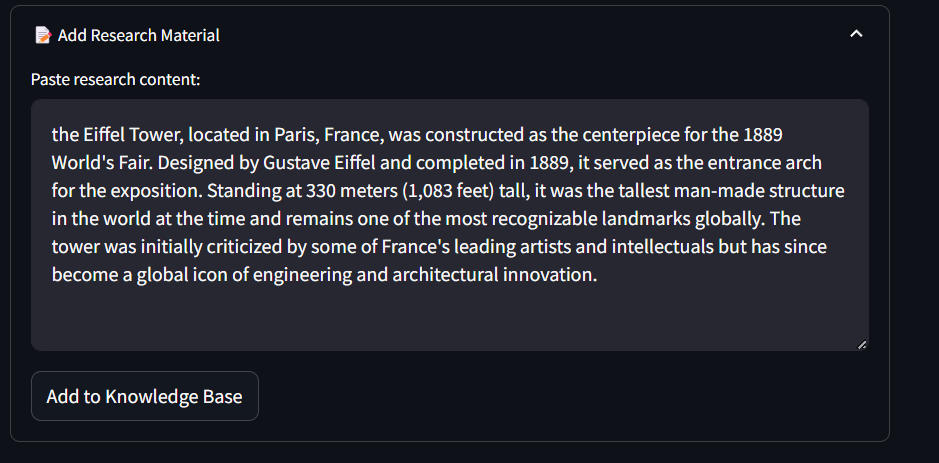 📝 Add Research Material
Paste research content:
the Eiffel Tower, located in Paris, France, was constructed as the centerpiece for the 1889
World's Fair. Designed by Gustave Eiffel and completed in 1889, it served as the entrance arch
for the exposition. Standing at 330 meters (1,083 feet) tall, it was the tallest man-made structure
in the world at the time and remains one of the most recognizable landmarks globally. The
tower was initially criticized by some of France's leading artists and intellectuals but has since
become a global icon of engineering and architectural innovation.
Add to Knowledge Base